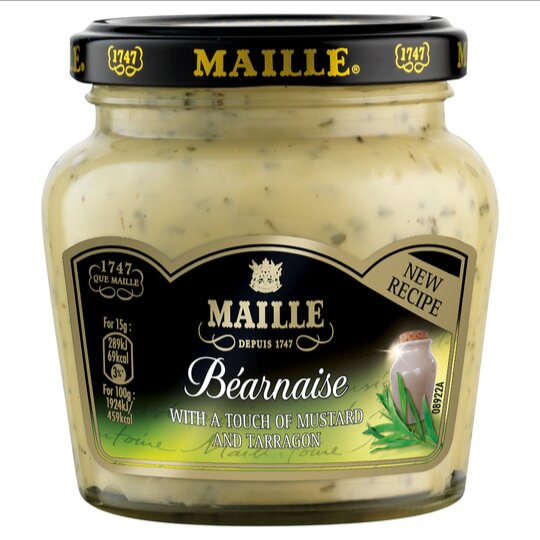 1747
MAILLE®
1747
1747
QUE MAILLE
NEW
RECIPE
MAILLE
DEPUIS 1747
For 15g :
289kJ
69kcal
3%*
For 100g :
1924kJ/
459kcal
Béarnaise
WITH A TOUCH OF MUSTARD
AND TARRAGON
08922A